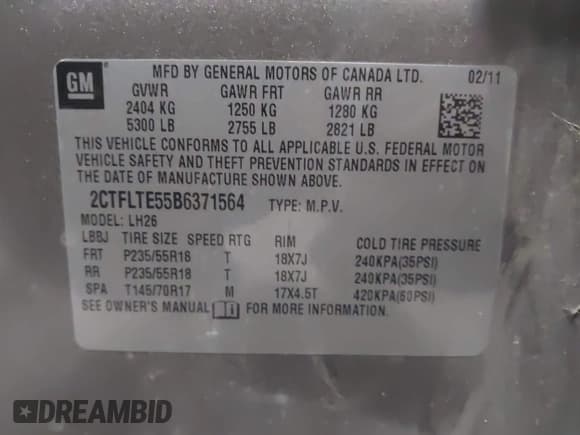 GM
MFD BY GENERAL MOTORS OF CANADA LTD. 02/11
GVWR GAWR FRT GAWR RR
2404 KG 1250 KG 1280 KG
5300 LB 2755 LB 2821 LB
THIS VEHICLE CONFORMS TO ALL APPLICABLE U.S. FEDERAL MOTOR
VEHICLE SAFETY AND THEFT PREVENTION STANDARDS IN EFFECT ON
THE DATE OF MANUFACTURE SHOWN ABOVE.
2CTFLTE55B6371564 TYPE: M.P.V.
MODEL: LH26
LBBJ TIRE SIZE SPEED RTG RIM COLD TIRE PRESSURE
FRT P235/55R18 T 18X7J 240KPA(35PSI)
RR P235/55R18 T 18X7J 240KPA(35PSI)
SPA T145/70R17 M 17X4.5T 420KPA(60PSI)
SEE OWNER'S MANUAL FOR MORE INFORMATION.
DREAMBID